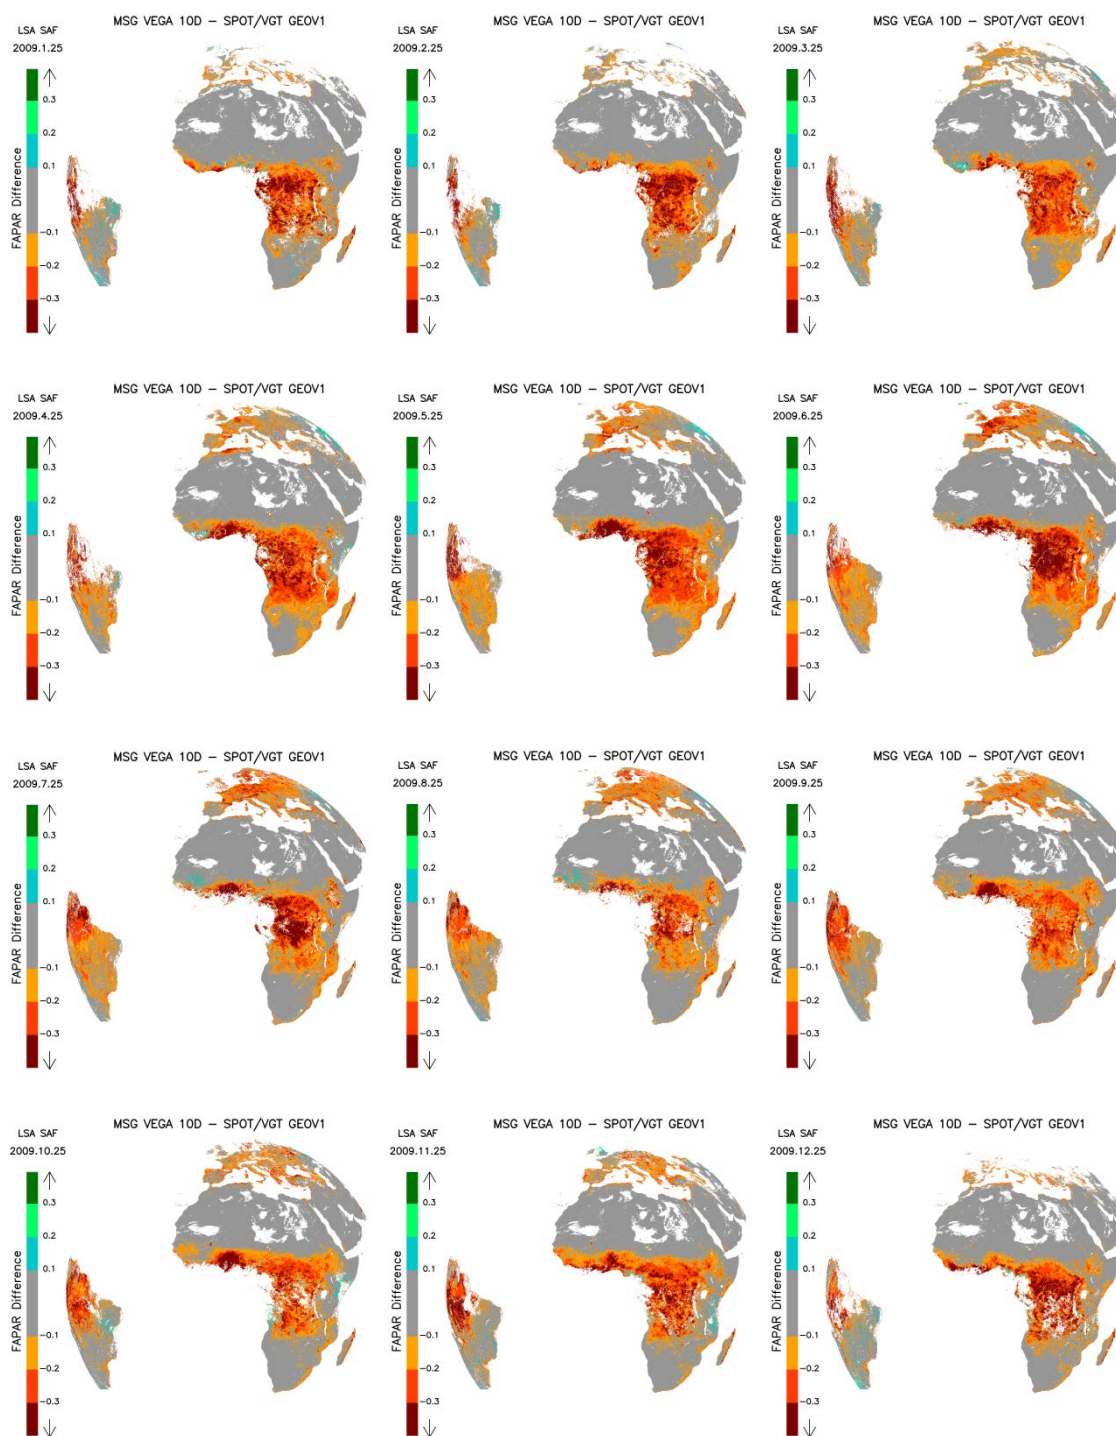 MSG VEGA 10D – SPOT/VGT GEOV1
LSA SAF
2009.1.25
FAPAR Difference
0.3
0.2
0.1
−0.1
−0.2
−0.3
MSG VEGA 10D – SPOT/VGT GEOV1
LSA SAF
2009.2.25
FAPAR Difference
0.3
0.2
0.1
−0.1
−0.2
−0.3
MSG VEGA 10D – SPOT/VGT GEOV1
LSA SAF
2009.3.25
FAPAR Difference
0.3
0.2
0.1
−0.1
−0.2
−0.3
MSG VEGA 10D – SPOT/VGT GEOV1
LSA SAF
2009.4.25
FAPAR Difference
0.3
0.2
0.1
−0.1
−0.2
−0.3
MSG VEGA 10D – SPOT/VGT GEOV1
LSA SAF
2009.5.25
FAPAR Difference
0.3
0.2
0.1
−0.1
−0.2
−0.3
MSG VEGA 10D – SPOT/VGT GEOV1
LSA SAF
2009.6.25
FAPAR Difference
0.3
0.2
0.1
−0.1
−0.2
−0.3
MSG VEGA 10D – SPOT/VGT GEOV1
LSA SAF
2009.7.25
FAPAR Difference
0.3
0.2
0.1
−0.1
−0.2
−0.3
MSG VEGA 10D – SPOT/VGT GEOV1
LSA SAF
2009.8.25
FAPAR Difference
0.3
0.2
0.1
−0.1
−0.2
−0.3
MSG VEGA 10D – SPOT/VGT GEOV1
LSA SAF
2009.9.25
FAPAR Difference
0.3
0.2
0.1
−0.1
−0.2
−0.3
MSG VEGA 10D – SPOT/VGT GEOV1
LSA SAF
2009.10.25
FAPAR Difference
0.3
0.2
0.1
−0.1
−0.2
−0.3
MSG VEGA 10D – SPOT/VGT GEOV1
LSA SAF
2009.11.25
FAPAR Difference
0.3
0.2
0.1
−0.1
−0.2
−0.3
MSG VEGA 10D – SPOT/VGT GEOV1
LSA SAF
2009.12.25
FAPAR Difference
0.3
0.2
0.1
−0.1
−0.2
−0.3